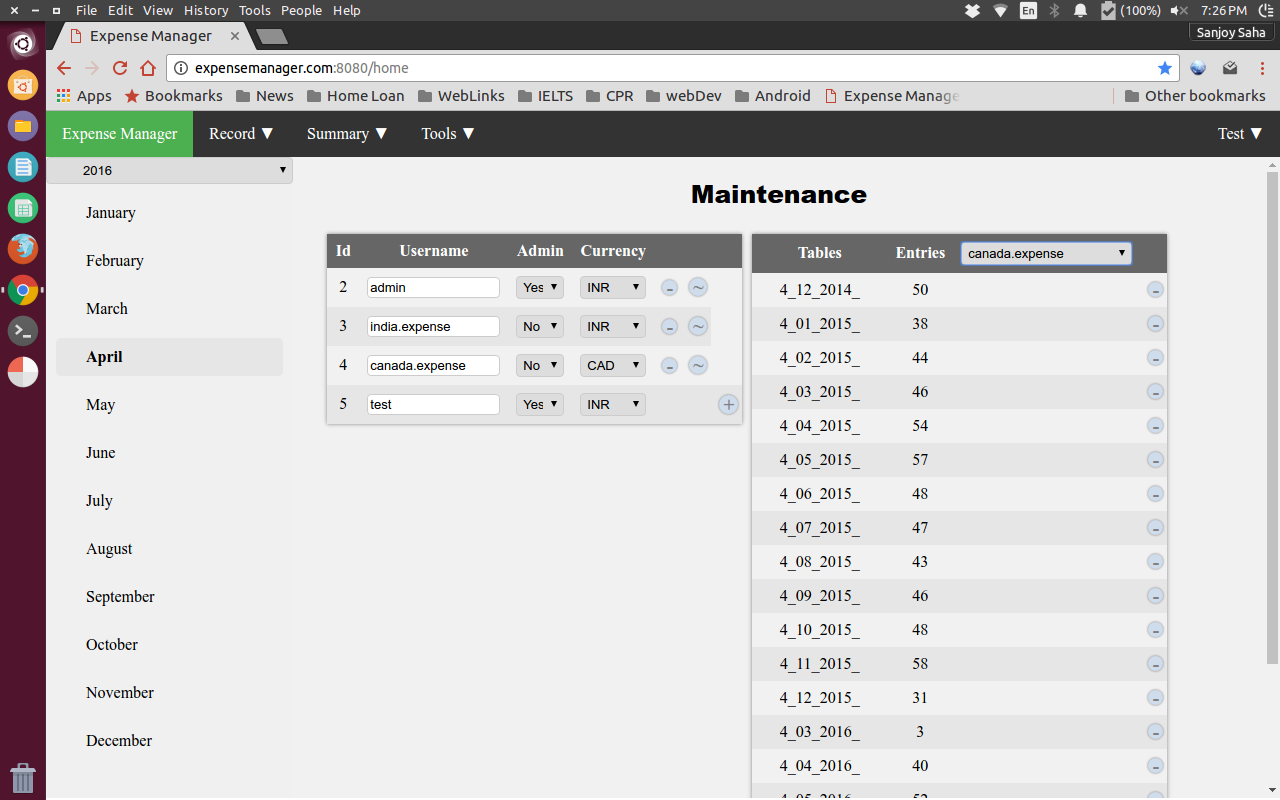 File Edit View History Tools People Help
En (100%) 7:26 PM
Expense Manager
Sanjoy Saha
expensemanager.com:8080/home
Apps Bookmarks News Home Loan WebLinks IELTS CPR webDev Android Expense Manage Other bookmarks
Expense Manager Record ▼ Summary ▼ Tools ▼ Test ▼
2016
January
February
March
April
May
June
July
August
September
October
November
December
Maintenance
Id Username Admin Currency
2 admin Yes INR - ~
3 india.expense No INR - ~
4 canada.expense No CAD - ~
5 test Yes INR +
Tables Entries canada.expense
4_12_2014_ 50 -
4_01_2015_ 38 -
4_02_2015_ 44 -
4_03_2015_ 46 -
4_04_2015_ 54 -
4_05_2015_ 57 -
4_06_2015_ 48 -
4_07_2015_ 47 -
4_08_2015_ 43 -
4_09_2015_ 46 -
4_10_2015_ 48 -
4_11_2015_ 58 -
4_12_2015_ 31 -
4_03_2016_ 3 -
4_04_2016_ 40 -